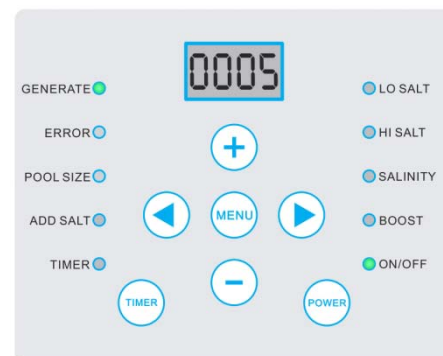 0005
GENERATE
ERROR
POOL SIZE
ADD SALT
TIMER
+
MENU
−
TIMER
POWER
LO SALT
HI SALT
SALINITY
BOOST
ON/OFF